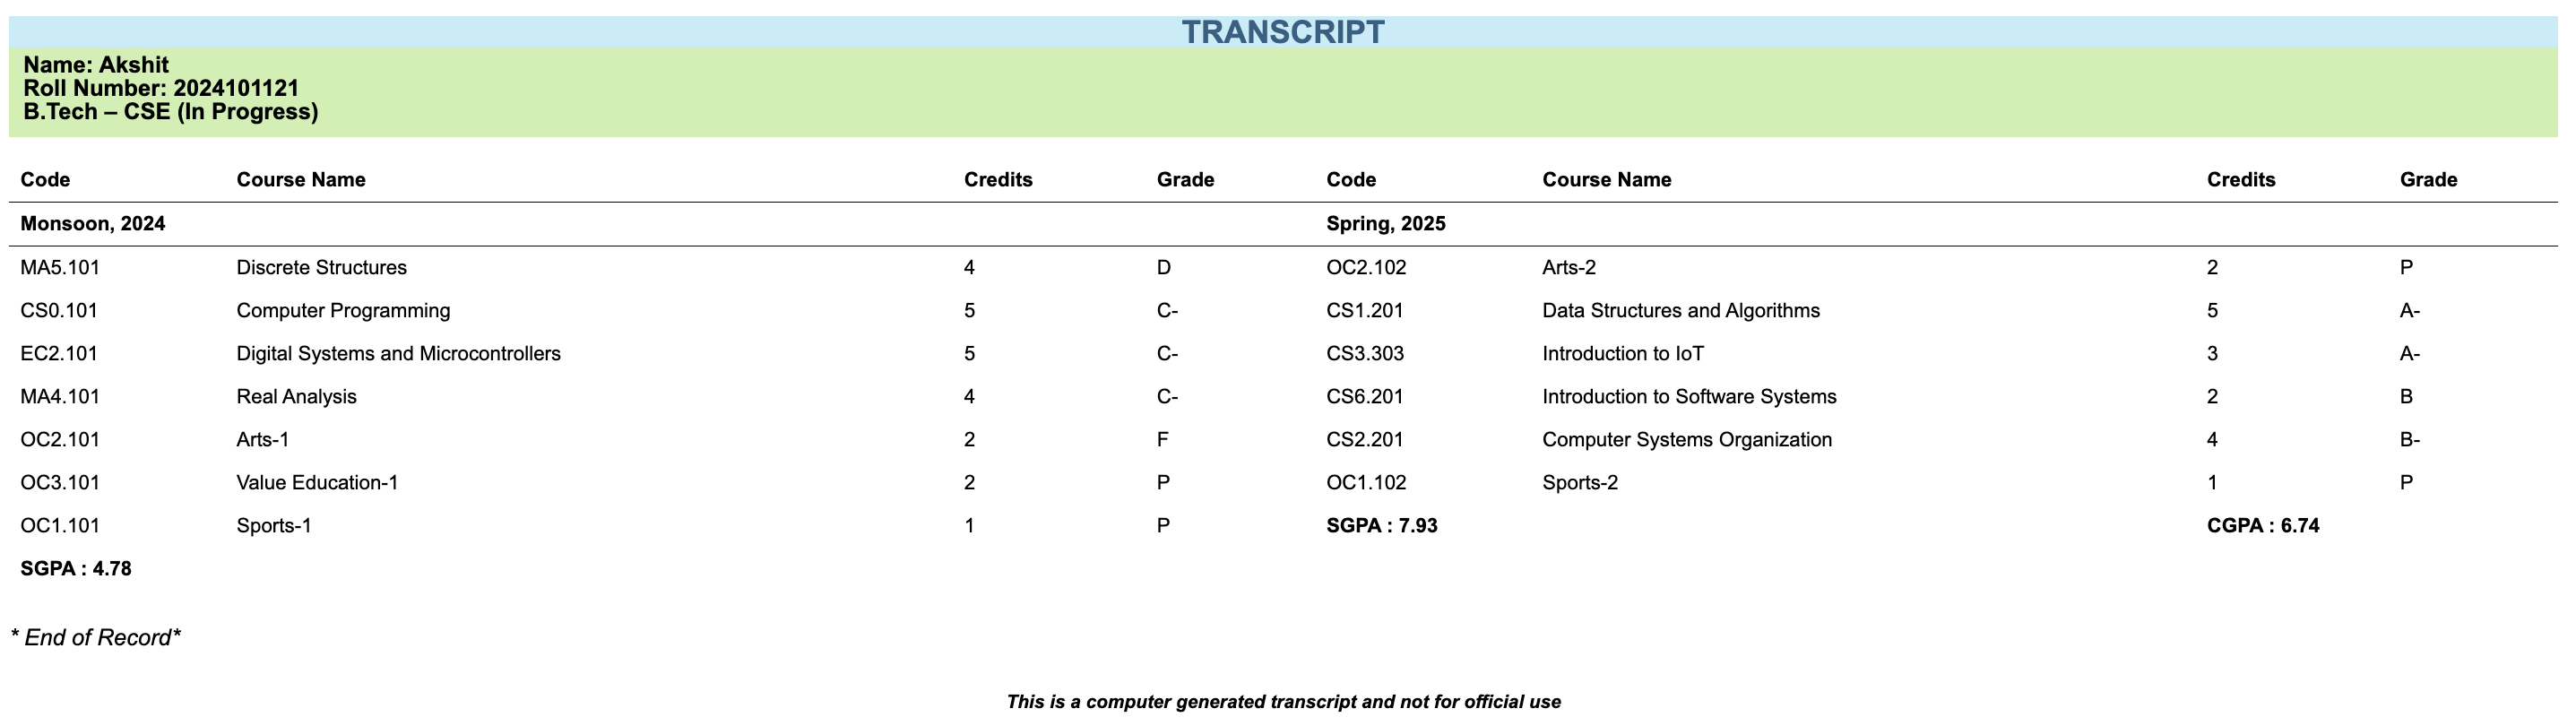 TRANSCRIPT
Name: Akshit
Roll Number: 2024101121
B.Tech – CSE (In Progress)
Code Course Name Credits Grade Code Course Name Credits Grade
Monsoon, 2024 Spring, 2025
MA5.101 Discrete Structures 4 D OC2.102 Arts-2 2 P
CS0.101 Computer Programming 5 C- CS1.201 Data Structures and Algorithms 5 A-
EC2.101 Digital Systems and Microcontrollers 5 C- CS3.303 Introduction to IoT 3 A-
MA4.101 Real Analysis 4 C- CS6.201 Introduction to Software Systems 2 B
OC2.101 Arts-1 2 F CS2.201 Computer Systems Organization 4 B-
OC3.101 Value Education-1 2 P OC1.102 Sports-2 1 P
OC1.101 Sports-1 1 P SGPA : 7.93 CGPA : 6.74
SGPA : 4.78
* End of Record*
This is a computer generated transcript and not for official use